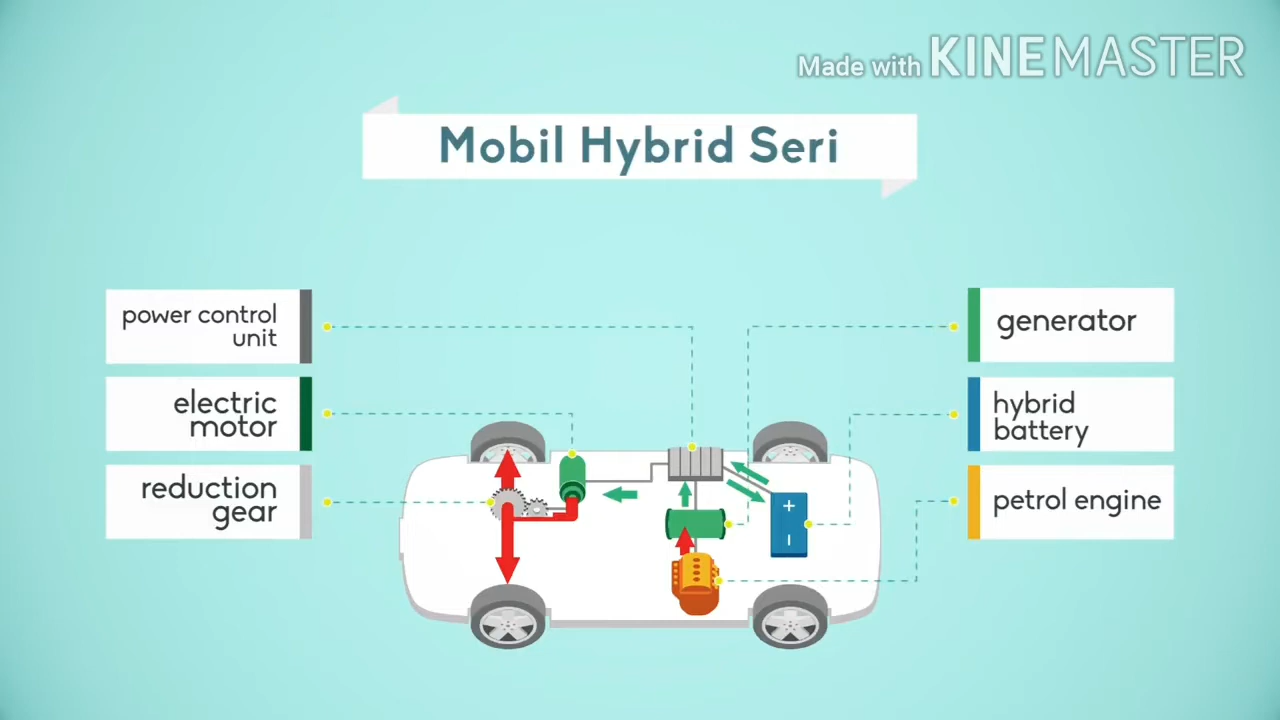 Made with KINEMASTER
Mobil Hybrid Seri
power control
unit
electric
motor
reduction
gear
generator
hybrid
battery
petrol engine
+
-